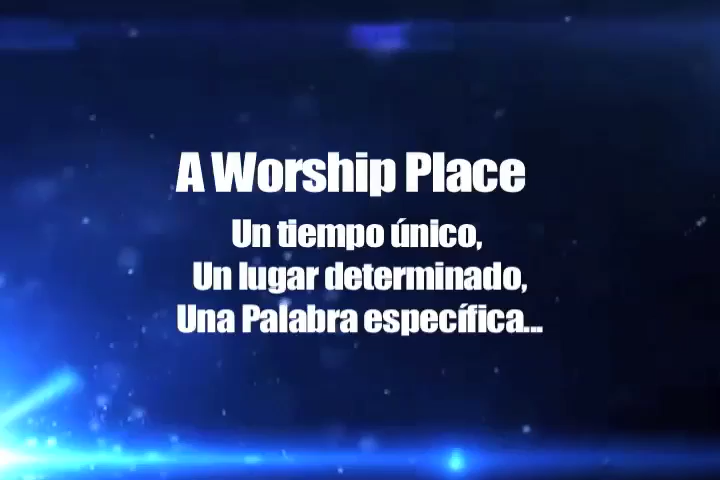 A Worship Place
Un tiempo único,
Un lugar determinado,
Una Palabra específica...